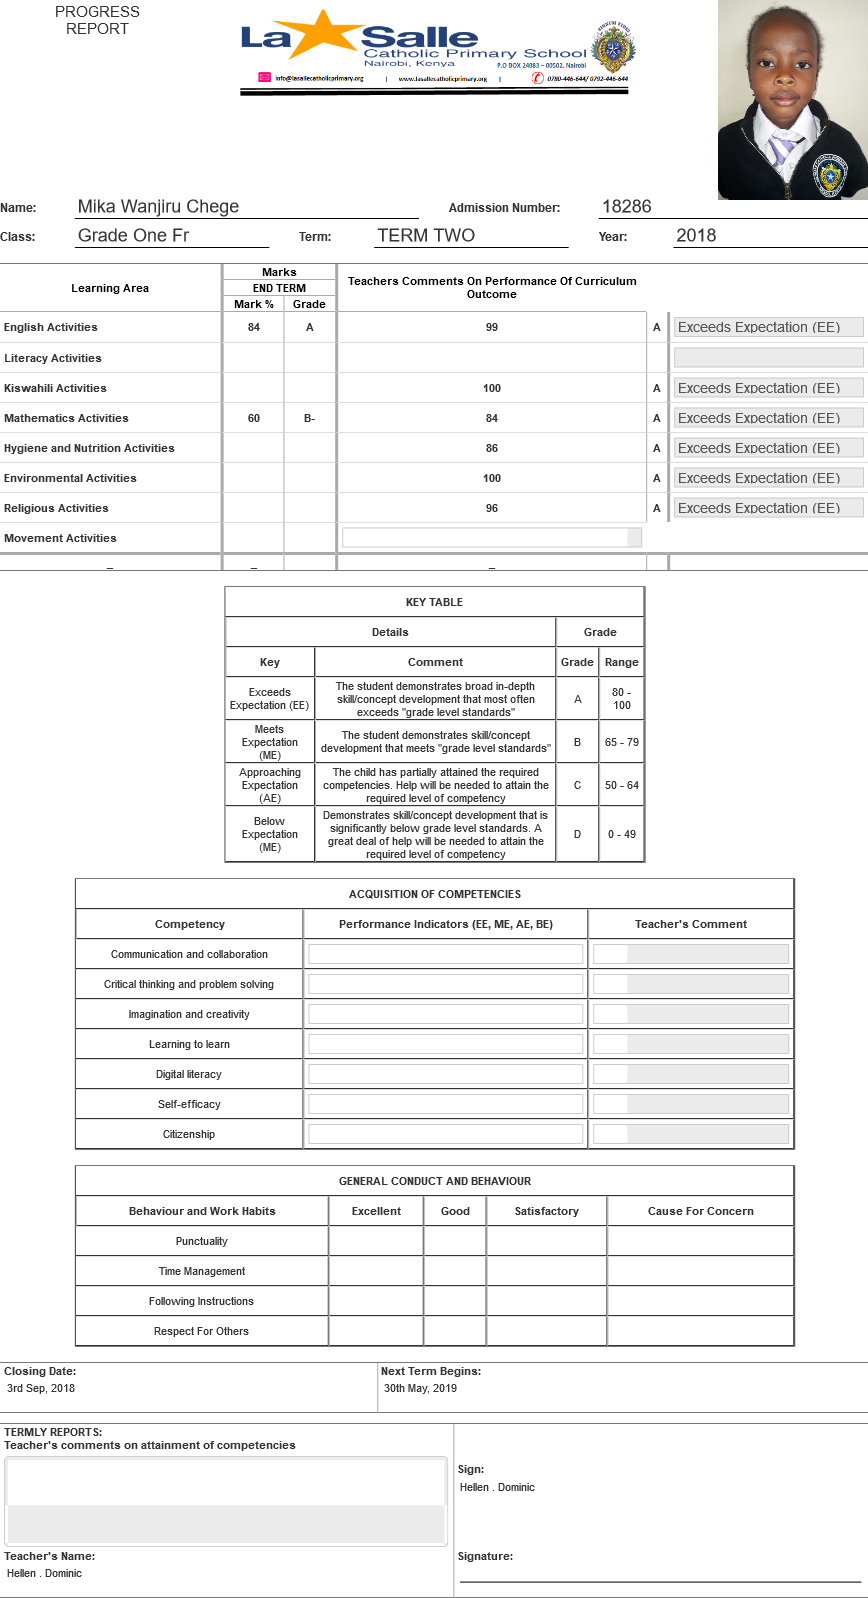 PROGRESS
REPORT
La Salle
Catholic Primary School
Nairobi, Kenya
P.O BOX 24083 – 00502, Nairobi
info@lasallecatholicprimary.org | www.lasallecatholicprimary.org | 0780-446-644/ 0792-446-644
Name: Mika Wanjiru Chege Admission Number: 18286
Class: Grade One Fr Term: TERM TWO Year: 2018
Learning Area Marks Teachers Comments On Performance Of Curriculum Outcome
END TERM
Mark % Grade
English Activities 84 A 99 A Exceeds Expectation (EE)
Literacy Activities
Kiswahili Activities 100 A Exceeds Expectation (EE)
Mathematics Activities 60 B- 84 A Exceeds Expectation (EE)
Hygiene and Nutrition Activities 86 A Exceeds Expectation (EE)
Environmental Activities 100 A Exceeds Expectation (EE)
Religious Activities 96 A Exceeds Expectation (EE)
Movement Activities
– – –
KEY TABLE
Details Grade
Key Comment Grade Range
Exceeds Expectation (EE) The student demonstrates broad in-depth skill/concept development that most often exceeds "grade level standards" A 80 - 100
Meets Expectation (ME) The student demonstrates skill/concept development that meets "grade level standards" B 65 - 79
Approaching Expectation (AE) The child has partially attained the required competencies. Help will be needed to attain the required level of competency C 50 - 64
Below Expectation (ME) Demonstrates skill/concept development that is significantly below grade level standards. A great deal of help will be needed to attain the required level of competency D 0 - 49
ACQUISITION OF COMPETENCIES
Competency Performance Indicators (EE, ME, AE, BE) Teacher's Comment
Communication and collaboration
Critical thinking and problem solving
Imagination and creativity
Learning to learn
Digital literacy
Self-efficacy
Citizenship
GENERAL CONDUCT AND BEHAVIOUR
Behaviour and Work Habits Excellent Good Satisfactory Cause For Concern
Punctuality
Time Management
Following Instructions
Respect For Others
Closing Date: Next Term Begins:
3rd Sep, 2018 30th May, 2019
TERMLY REPORTS:
Teacher's comments on attainment of competencies
Sign:
Hellen . Dominic
Teacher's Name: Signature:
Hellen . Dominic